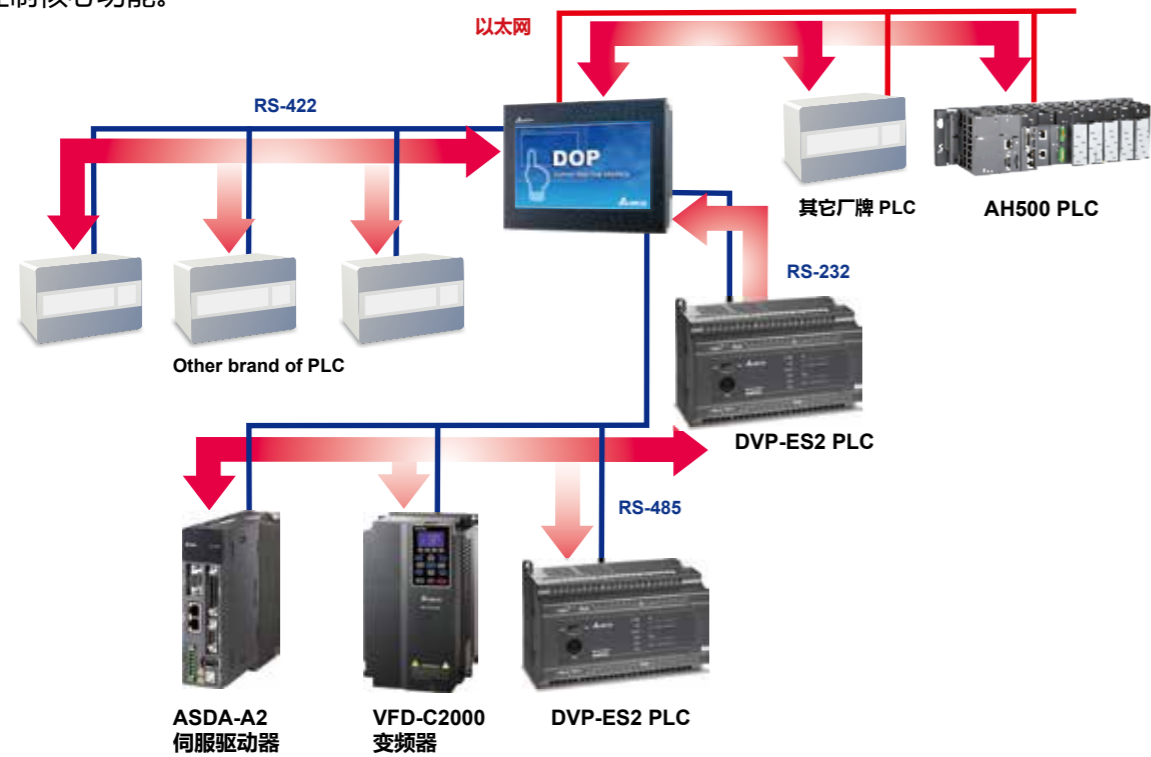 以太网
RS-422
DOP
其它厂牌 PLC
AH500 PLC
RS-232
Other brand of PLC
DVP-ES2 PLC
RS-485
ASDA-A2
伺服驱动器
VFD-C2000
变频器
DVP-ES2 PLC